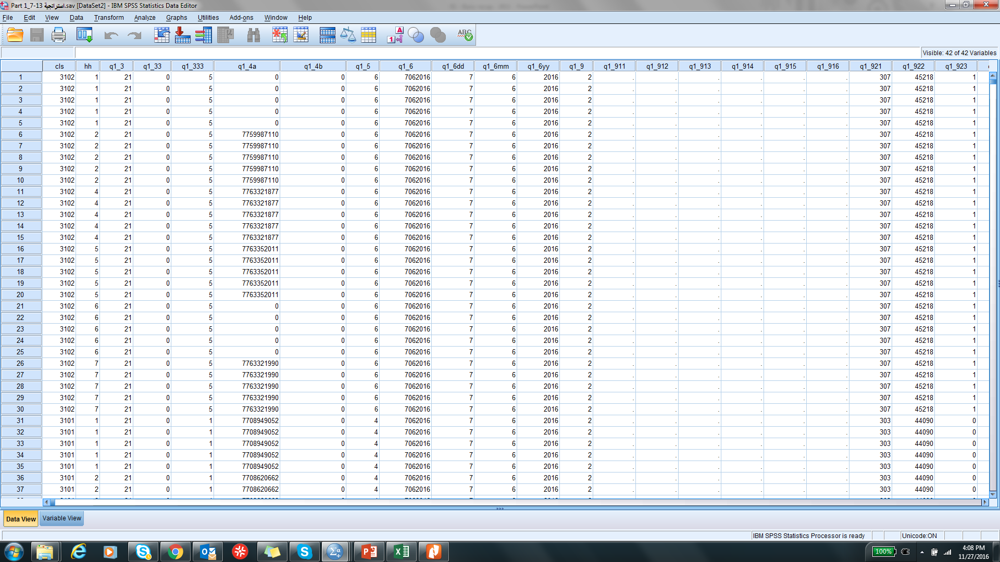 Part 1_7-13 استراتجية.sav [DataSet2] - IBM SPSS Statistics Data Editor
File Edit View Data Transform Analyze Graphs Utilities Add-ons Window Help
Visible: 42 of 42 Variables
cls hh q1_3 q1_33 q1_333 q1_4a q1_4b q1_5 q1_6 q1_6dd q1_6mm q1_6yy q1_9 q1_911 q1_912 q1_913 q1_914 q1_915 q1_916 q1_921 q1_922 q1_923
1 3102 1 21 0 5 0 0 6 7062016 7 6 2016 2 . . . . . . 307 45218 1
2 3102 1 21 0 5 0 0 6 7062016 7 6 2016 2 . . . . . . 307 45218 1
3 3102 1 21 0 5 0 0 6 7062016 7 6 2016 2 . . . . . . 307 45218 1
4 3102 1 21 0 5 0 0 6 7062016 7 6 2016 2 . . . . . . 307 45218 1
5 3102 1 21 0 5 0 0 6 7062016 7 6 2016 2 . . . . . . 307 45218 1
6 3102 2 21 0 5 7759987110 0 6 7062016 7 6 2016 2 . . . . . . 307 45218 1
7 3102 2 21 0 5 7759987110 0 6 7062016 7 6 2016 2 . . . . . . 307 45218 1
8 3102 2 21 0 5 7759987110 0 6 7062016 7 6 2016 2 . . . . . . 307 45218 1
9 3102 2 21 0 5 7759987110 0 6 7062016 7 6 2016 2 . . . . . . 307 45218 1
10 3102 2 21 0 5 7759987110 0 6 7062016 7 6 2016 2 . . . . . . 307 45218 1
11 3102 4 21 0 5 7763321877 0 6 7062016 7 6 2016 2 . . . . . . 307 45218 1
12 3102 4 21 0 5 7763321877 0 6 7062016 7 6 2016 2 . . . . . . 307 45218 1
13 3102 4 21 0 5 7763321877 0 6 7062016 7 6 2016 2 . . . . . . 307 45218 1
14 3102 4 21 0 5 7763321877 0 6 7062016 7 6 2016 2 . . . . . . 307 45218 1
15 3102 4 21 0 5 7763321877 0 6 7062016 7 6 2016 2 . . . . . . 307 45218 1
16 3102 5 21 0 5 7763352011 0 6 7062016 7 6 2016 2 . . . . . . 307 45218 1
17 3102 5 21 0 5 7763352011 0 6 7062016 7 6 2016 2 . . . . . . 307 45218 1
18 3102 5 21 0 5 7763352011 0 6 7062016 7 6 2016 2 . . . . . . 307 45218 1
19 3102 5 21 0 5 7763352011 0 6 7062016 7 6 2016 2 . . . . . . 307 45218 1
20 3102 5 21 0 5 7763352011 0 6 7062016 7 6 2016 2 . . . . . . 307 45218 1
21 3102 6 21 0 5 0 0 6 7062016 7 6 2016 2 . . . . . . 307 45218 1
22 3102 6 21 0 5 0 0 6 7062016 7 6 2016 2 . . . . . . 307 45218 1
23 3102 6 21 0 5 0 0 6 7062016 7 6 2016 2 . . . . . . 307 45218 1
24 3102 6 21 0 5 0 0 6 7062016 7 6 2016 2 . . . . . . 307 45218 1
25 3102 6 21 0 5 0 0 6 7062016 7 6 2016 2 . . . . . . 307 45218 1
26 3102 7 21 0 5 7763321990 0 6 7062016 7 6 2016 2 . . . . . . 307 45218 1
27 3102 7 21 0 5 7763321990 0 6 7062016 7 6 2016 2 . . . . . . 307 45218 1
28 3102 7 21 0 5 7763321990 0 6 7062016 7 6 2016 2 . . . . . . 307 45218 1
29 3102 7 21 0 5 7763321990 0 6 7062016 7 6 2016 2 . . . . . . 307 45218 1
30 3102 7 21 0 5 7763321990 0 6 7062016 7 6 2016 2 . . . . . . 307 45218 1
31 3101 1 21 0 1 7708949052 0 4 7062016 7 6 2016 2 . . . . . . 303 44090 0
32 3101 1 21 0 1 7708949052 0 4 7062016 7 6 2016 2 . . . . . . 303 44090 0
33 3101 1 21 0 1 7708949052 0 4 7062016 7 6 2016 2 . . . . . . 303 44090 0
34 3101 1 21 0 1 7708949052 0 4 7062016 7 6 2016 2 . . . . . . 303 44090 0
35 3101 1 21 0 1 7708949052 0 4 7062016 7 6 2016 2 . . . . . . 303 44090 0
36 3101 2 21 0 1 7708620662 0 4 7062016 7 6 2016 2 . . . . . . 303 44090 0
37 3101 2 21 0 1 7708620662 0 4 7062016 7 6 2016 2 . . . . . . 303 44090 0
Data View Variable View
IBM SPSS Statistics Processor is ready Unicode:ON
100% 4:08 PM
11/27/2016